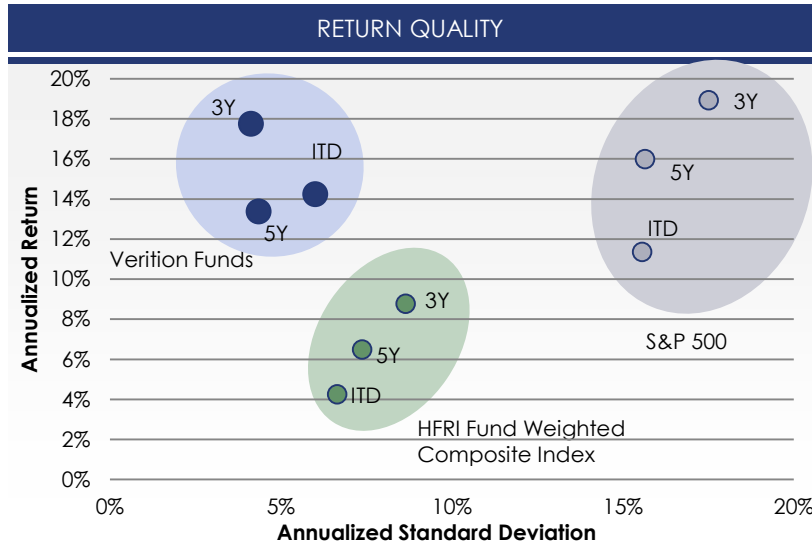 RETURN QUALITY
20%
18%
16%
14%
12%
10%
8%
6%
4%
2%
0%
Annualized Return
3Y
ITD
5Y
Verition Funds
3Y
5Y
ITD
S&P 500
3Y
5Y
ITD
HFRI Fund Weighted
Composite Index
0%
5%
10%
15%
20%
Annualized Standard Deviation